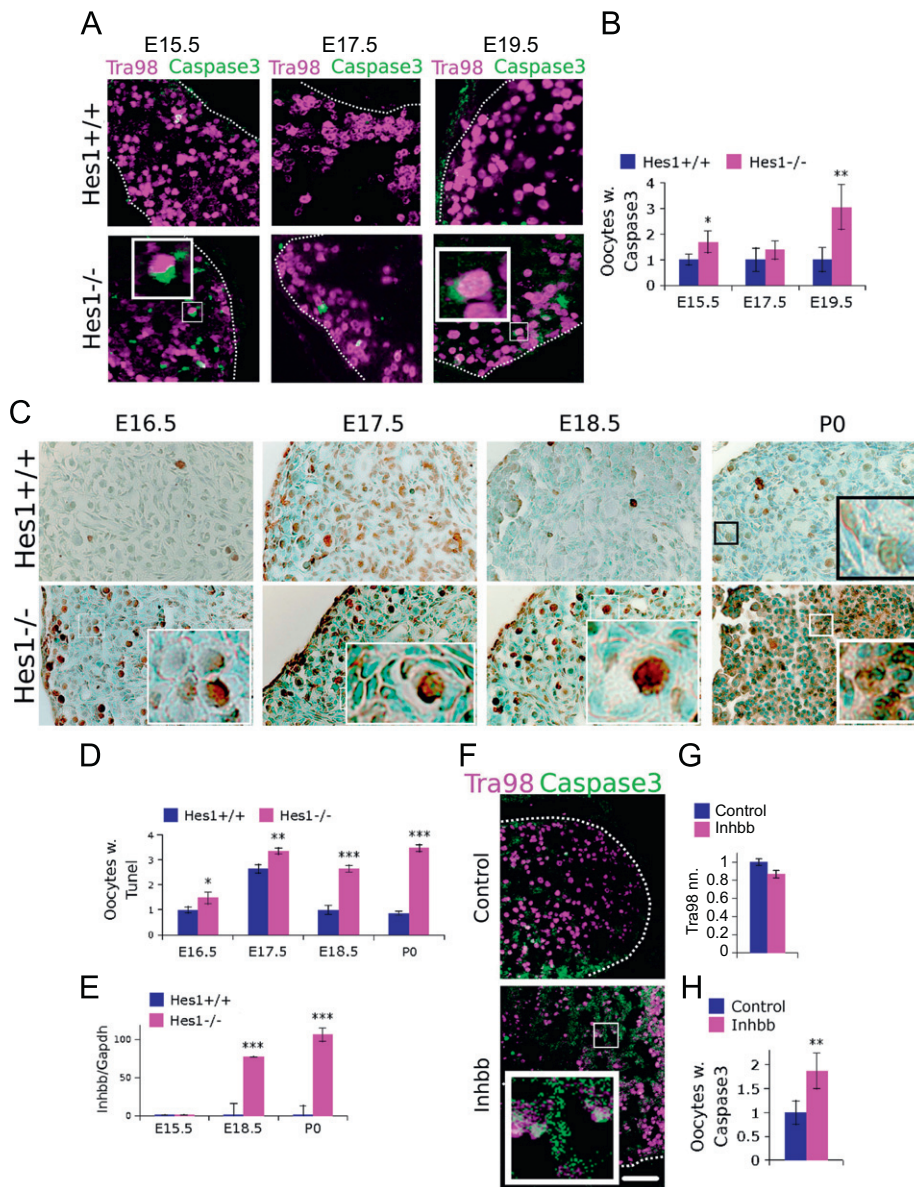 A
E15.5 E17.5 E19.5
Tra98 Caspase3 Tra98 Caspase3 Tra98 Caspase3
Hes1+/+
Hes1-/-
B
Hes1+/+ Hes1-/-
Oocytes w.
Caspase3
4
3
2
1
0
*
**
E15.5 E17.5 E19.5
C
E16.5 E17.5 E18.5 P0
Hes1+/+
Hes1-/-
D
Hes1+/+ Hes1-/-
Oocytes w.
Tunel
4
3
2
1
0
* ** *** ***
E16.5 E17.5 E18.5 P0
E
Hes1+/+
Hes1-/-
Inhbb/Gapdh
100
50
0
*** ***
E15.5 E18.5 P0
F
Tra98 Caspase3
Control
Inhbb
G
Control
Inhbb
Tra98 nn.
1
0.8
0.6
0.4
0.2
0
H
Control
Inhbb
Oocytes w.
Caspase3
2
1.5
1
0.5
0
**